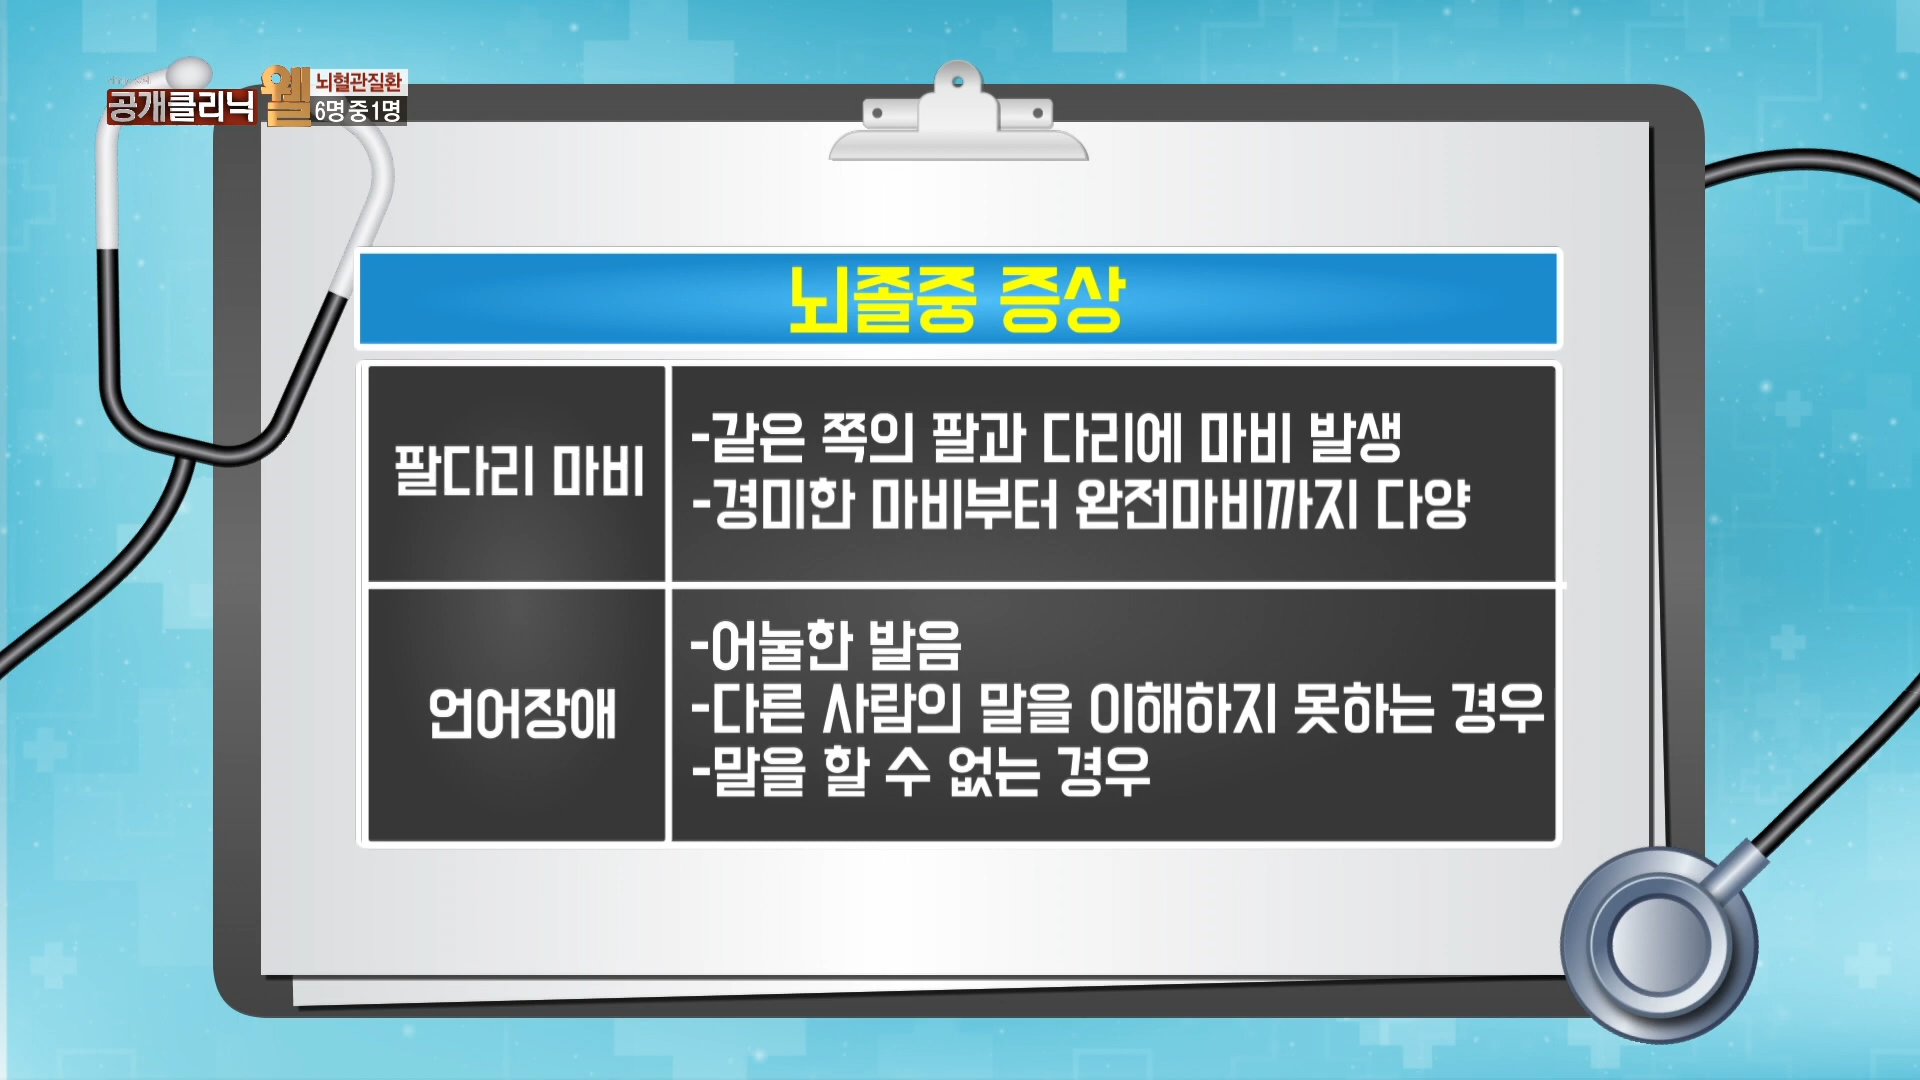 공개클리닉 웰
뇌혈관질환
6명 중 1명
뇌졸중 증상
팔다리 마비
-같은 쪽의 팔과 다리에 마비 발생
-경미한 마비부터 완전마비까지 다양
언어장애
-어눌한 발음
-다른 사람의 말을 이해하지 못하는 경우
-말을 할 수 없는 경우